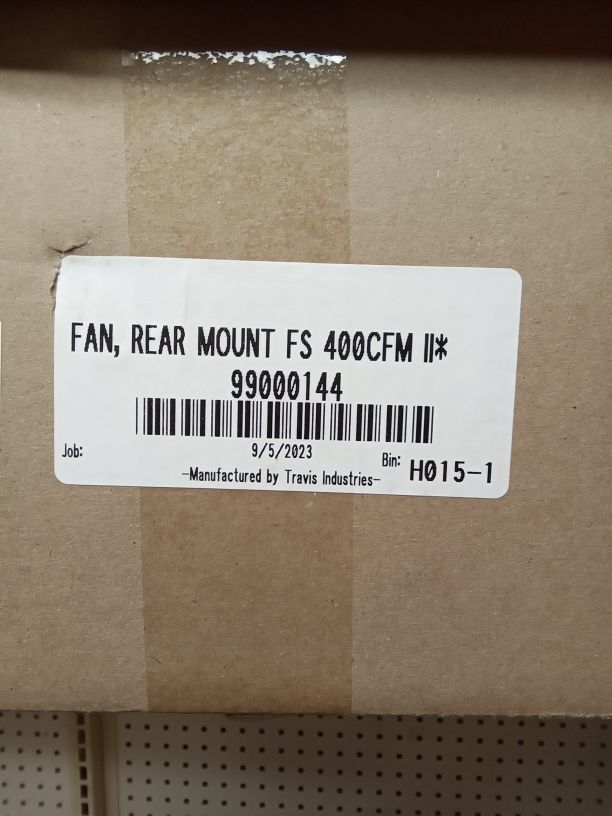 FAN, REAR MOUNT FS 400CFM II*
99000144
9/5/2023
Job:
Bin: H015-1
-Manufactured by Travis Industries-